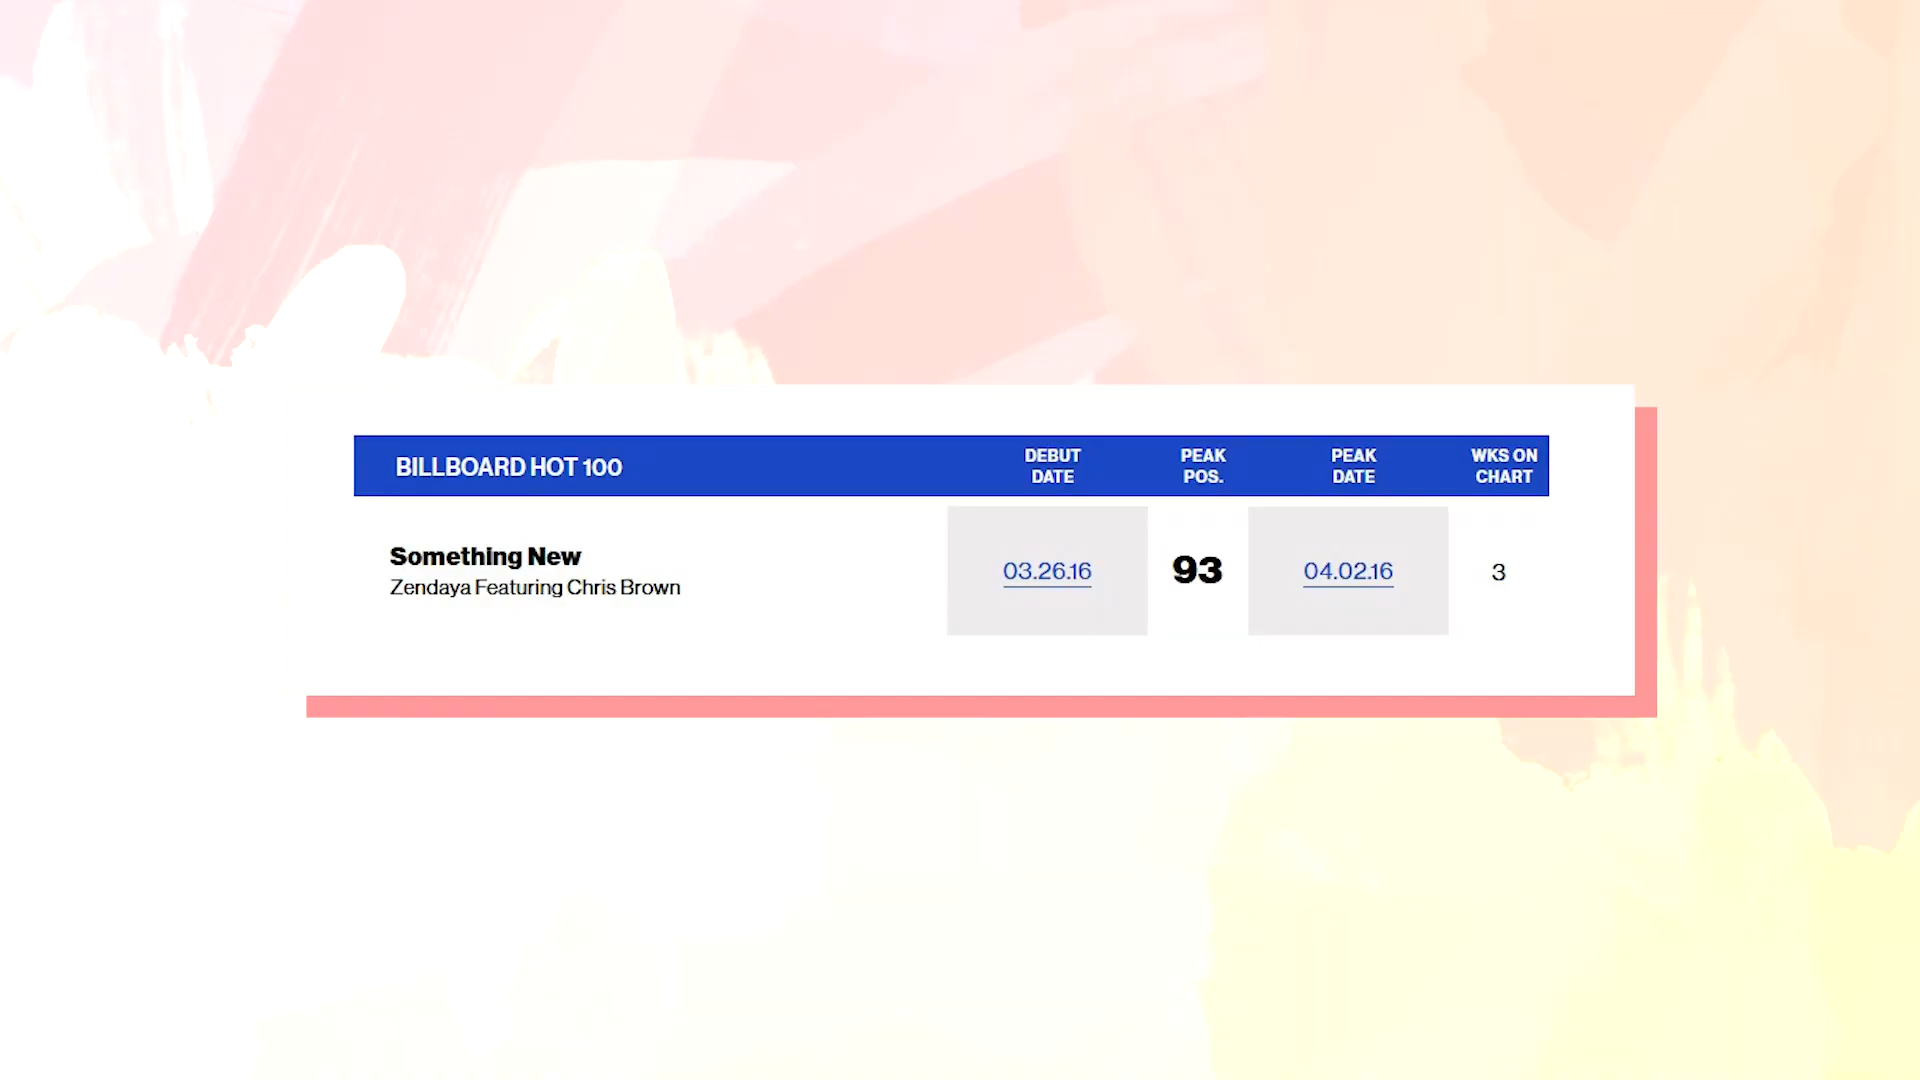 BILLBOARD HOT 100
DEBUT DATE
PEAK POS.
PEAK DATE
WKS ON CHART
Something New
Zendaya Featuring Chris Brown
03.26.16
93
04.02.16
3